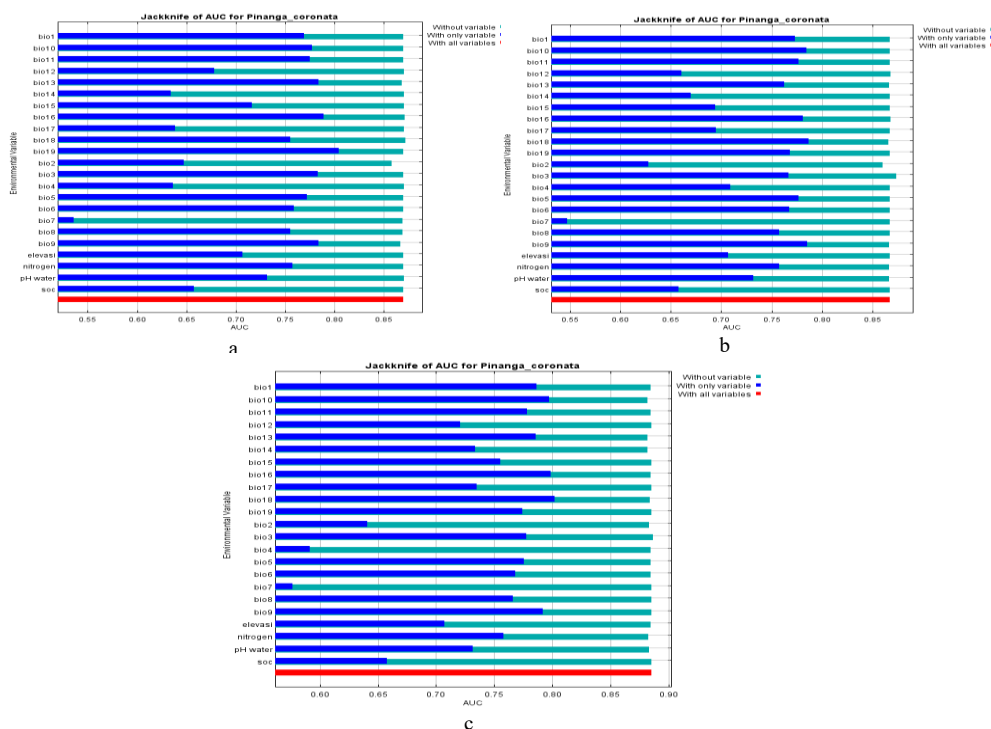 Jackknife of AUC for Pinanga_coronata
Without variable
With only variable
With all variables
Environmental Variable
bio1
bio10
bio11
bio12
bio13
bio14
bio15
bio16
bio17
bio18
bio19
bio2
bio3
bio4
bio5
bio6
bio7
bio8
bio9
elevasi
nitrogen
pH water
soc
0.55 0.60 0.65 0.70 0.75 0.80 0.85
AUC
a
Jackknife of AUC for Pinanga_coronata
Without variable
With only variable
With all variables
Environmental Variable
bio1
bio10
bio11
bio12
bio13
bio14
bio15
bio16
bio17
bio18
bio19
bio2
bio3
bio4
bio5
bio6
bio7
bio8
bio9
elevasi
nitrogen
pH water
soc
0.55 0.60 0.65 0.70 0.75 0.80 0.85
AUC
b
Jackknife of AUC for Pinanga_coronata
Without variable
With only variable
With all variables
Environmental Variable
bio1
bio10
bio11
bio12
bio13
bio14
bio15
bio16
bio17
bio18
bio19
bio2
bio3
bio4
bio5
bio6
bio7
bio8
bio9
elevasi
nitrogen
pH water
soc
0.60 0.65 0.70 0.75 0.80 0.85 0.90
AUC
c